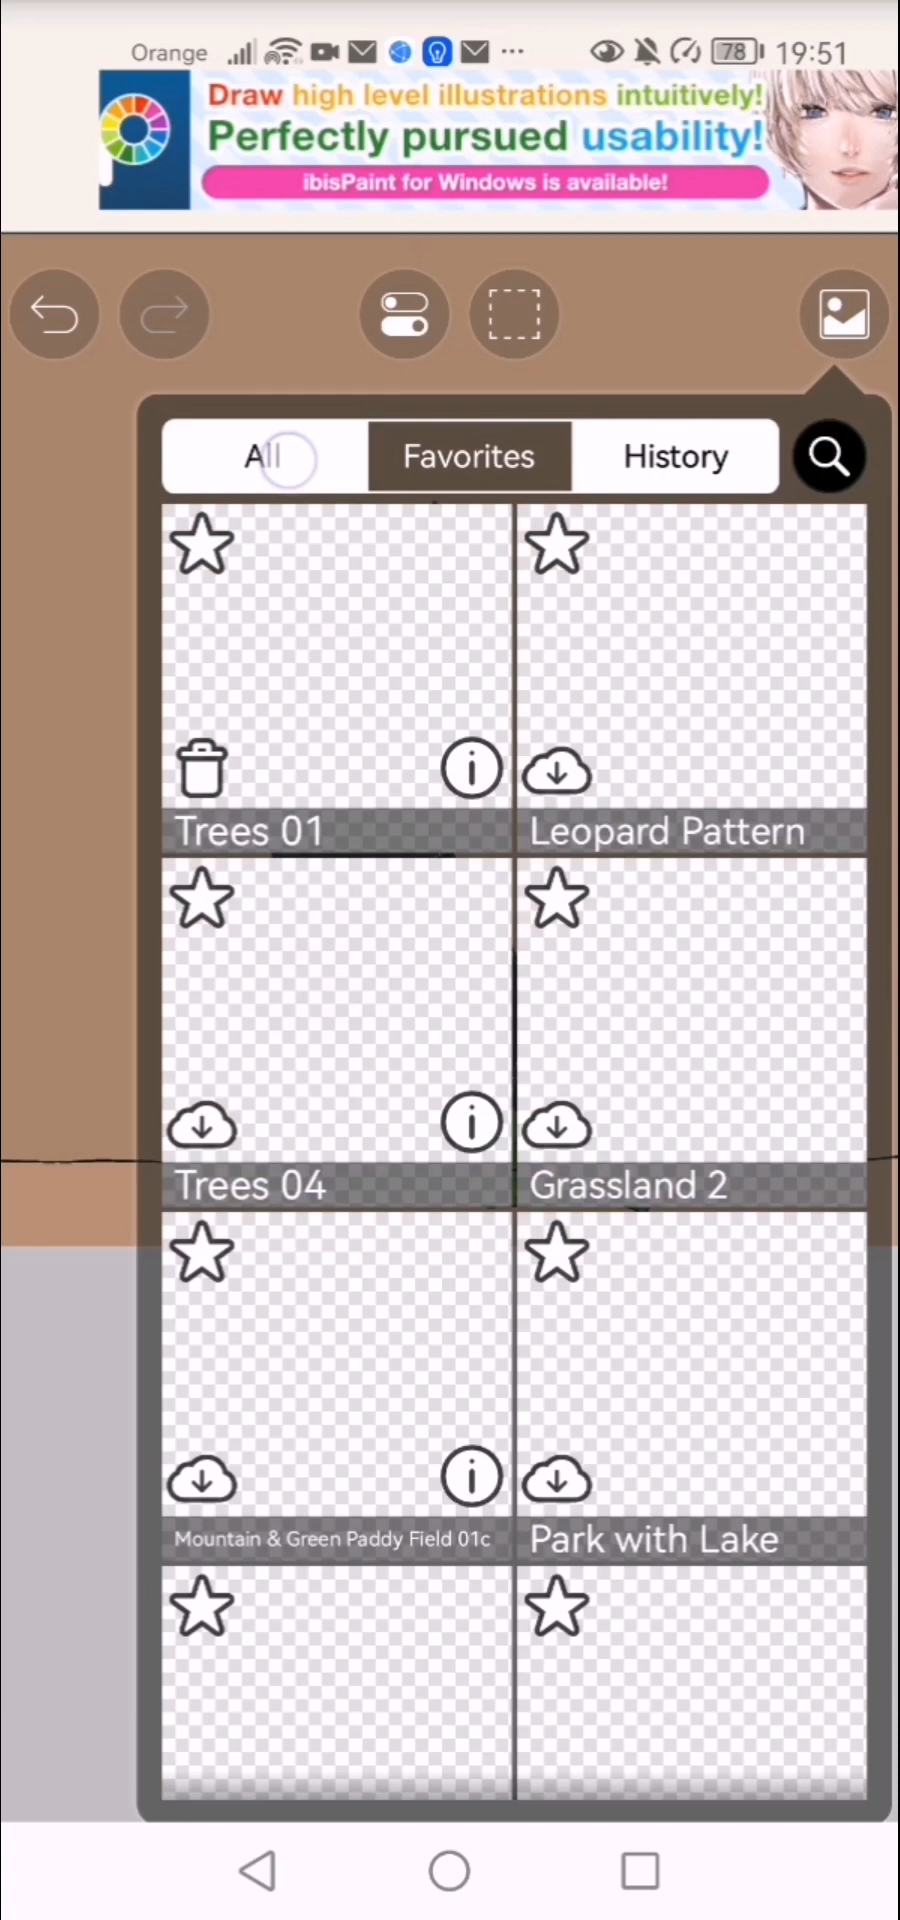 Orange 78 19:51
Draw high level illustrations intuitively!
Perfectly pursued usability!
ibisPaint for Windows is available!
All Favorites History
Trees 01 Leopard Pattern
Trees 04 Grassland 2
Mountain & Green Paddy Field 01c Park with Lake